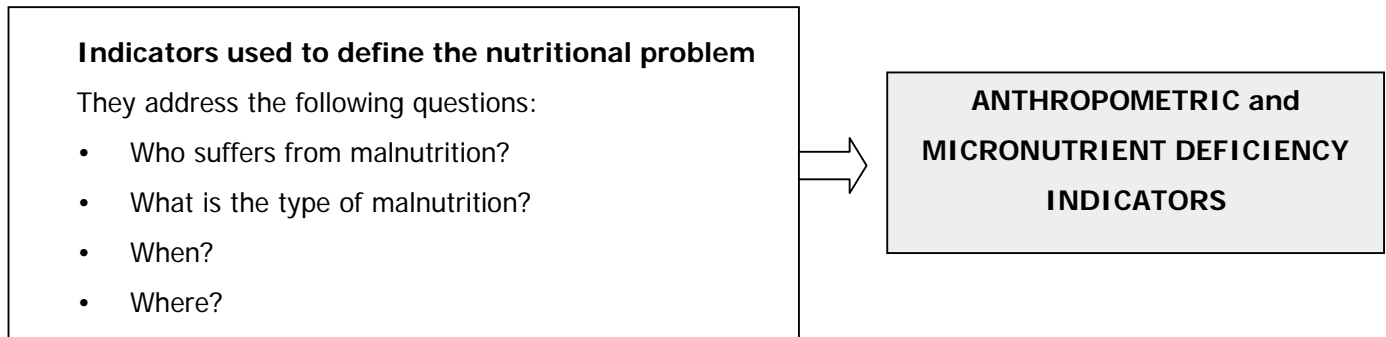 Indicators used to define the nutritional problem
They address the following questions:
• Who suffers from malnutrition?
• What is the type of malnutrition?
• When?
• Where?
ANTHROPOMETRIC and
MICRONUTRIENT DEFICIENCY
INDICATORS